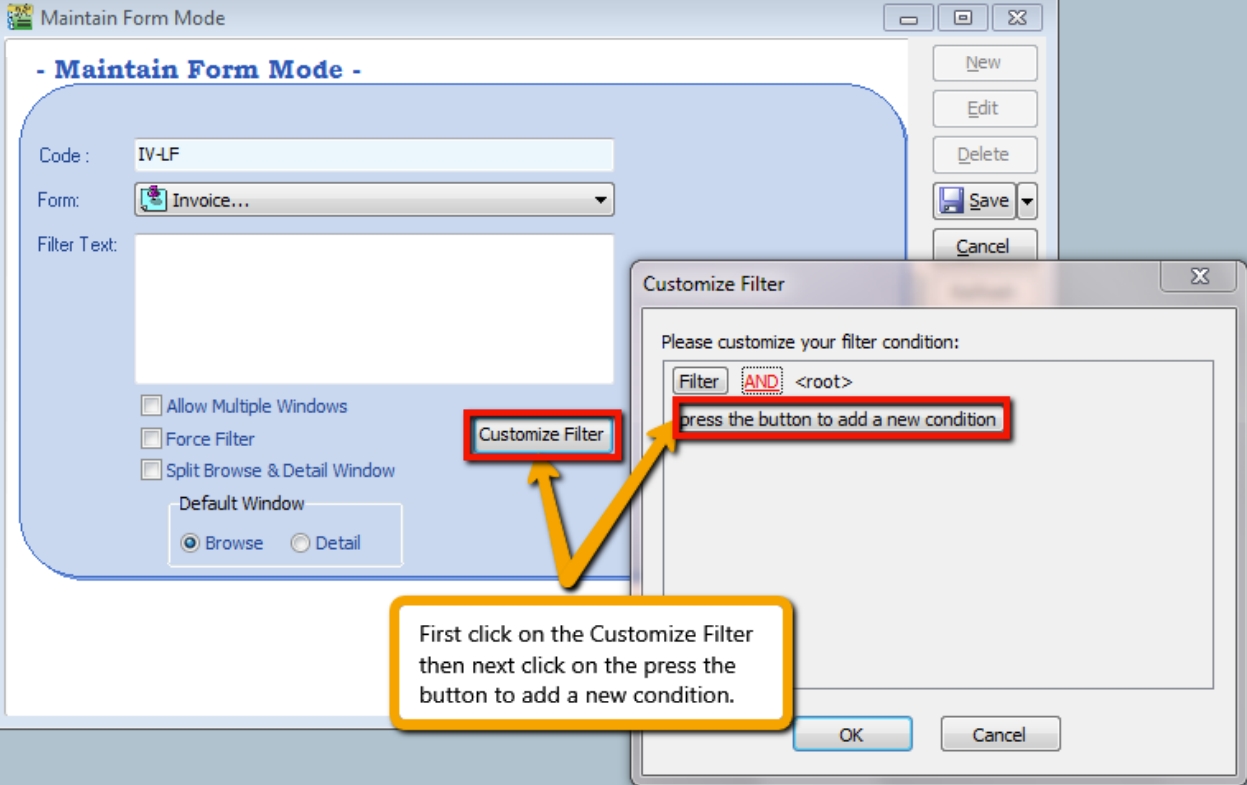 Maintain Form Mode
- Maintain Form Mode -
New
Edit
Delete
Save
Cancel
Code :
IV-LF
Form:
Invoice...
Filter Text:
Allow Multiple Windows
Force Filter
Split Browse & Detail Window
Default Window
Browse
Detail
Customize Filter
Customize Filter
Please customize your filter condition:
Filter AND <root>
press the button to add a new condition
OK
Cancel
First click on the Customize Filter
then next click on the press the
button to add a new condition.